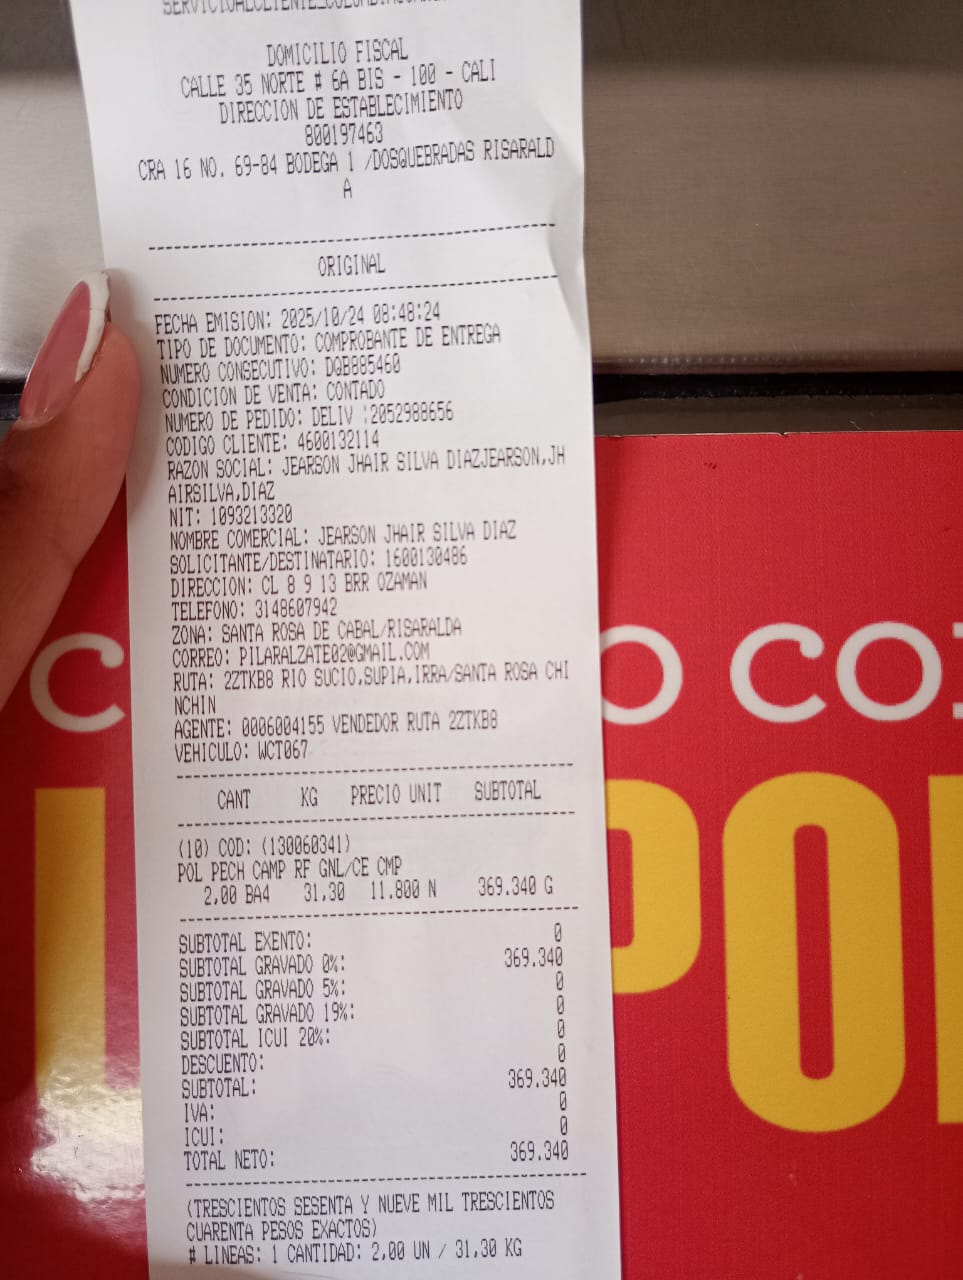 DOMICILIO FISCAL
CALLE 35 NORTE # 6A BIS - 100 - CALI
DIRECCION DE ESTABLECIMIENTO
800197463
CRA 16 NO. 69-84 BODEGA 1 /DOSQUEBRADAS RISARALD
A
ORIGINAL
FECHA EMISION: 2025/10/24 08:48:24
TIPO DE DOCUMENTO: COMPROBANTE DE ENTREGA
NUMERO CONSECUTIVO: DQB885460
CONDICION DE VENTA: CONTADO
NUMERO DE PEDIDO: DELIV :2052988656
CODIGO CLIENTE: 4600132114
RAZON SOCIAL: JEARSON JHAIR SILVA DIAZJEARSON,JH
AIRSILVA,DIAZ
NIT: 1093213320
NOMBRE COMERCIAL: JEARSON JHAIR SILVA DIAZ
SOLICITANTE/DESTINATARIO: 1600130486
DIRECCION: CL 8 9 13 BRR OZAMAN
TELEFONO: 3148607942
ZONA: SANTA ROSA DE CABAL/RISARALDA
CORREO: PILARALZATE02@GMAIL.COM
RUTA: 2ZTKB8 RIO SUCIO,SUPIA,IRRA/SANTA ROSA CHI
NCHIN
AGENTE: 0006004155 VENDEDOR RUTA 2ZTKB8
VEHICULO: WCT067
CANT KG PRECIO UNIT SUBTOTAL
(10) COD: (130060341)
POL PECH CAMP RF GNL/CE CMP
2,00 BA4 31,30 11.800 N 369.340 G
SUBTOTAL EXENTO: 0
SUBTOTAL GRAVADO 0%: 369.340
SUBTOTAL GRAVADO 5%: 0
SUBTOTAL GRAVADO 19%: 0
SUBTOTAL ICUI 20%: 0
DESCUENTO: 0
SUBTOTAL: 369.340
IVA: 0
ICUI: 0
TOTAL NETO: 369.340
(TRESCIENTOS SESENTA Y NUEVE MIL TRESCIENTOS
CUARENTA PESOS EXACTOS)
# LINEAS: 1 CANTIDAD: 2,00 UN / 31,30 KG